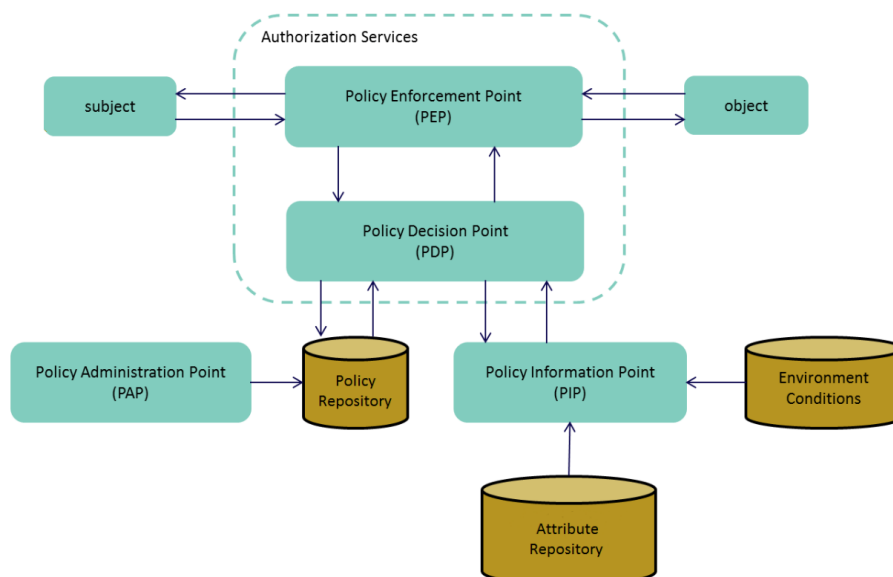 Authorization Services
subject
Policy Enforcement Point
(PEP)
object
Policy Decision Point
(PDP)
Policy Administration Point
(PAP)
Policy
Repository
Policy Information Point
(PIP)
Environment
Conditions
Attribute
Repository